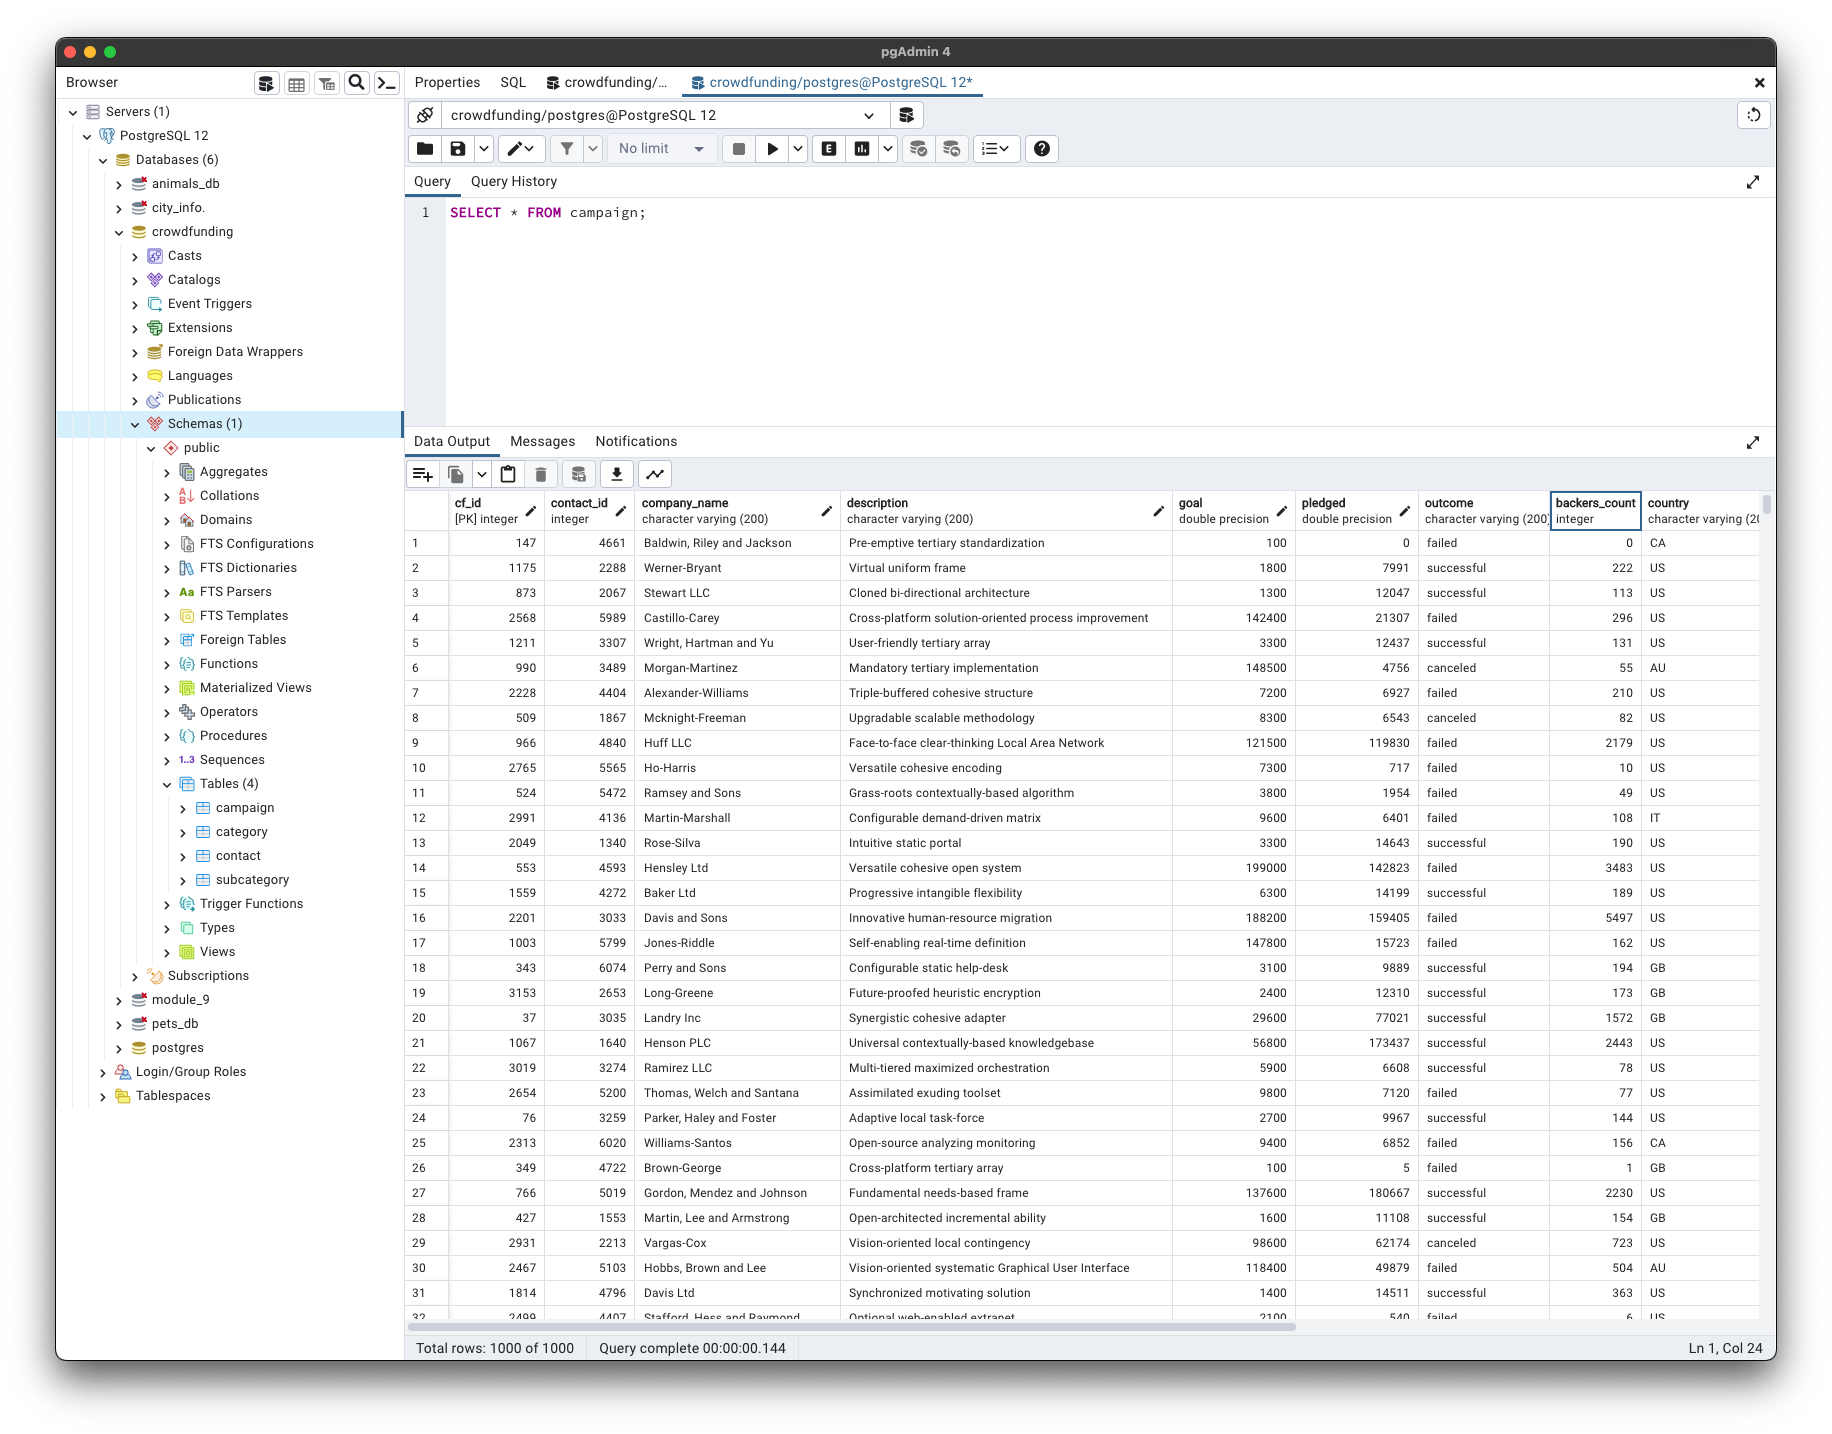 pgAdmin 4
Browser
Properties SQL crowdfunding/... crowdfunding/postgres@PostgreSQL 12*
Servers (1)
PostgreSQL 12
Databases (6)
animals_db
city_info.
crowdfunding
Casts
Catalogs
Event Triggers
Extensions
Foreign Data Wrappers
Languages
Publications
Schemas (1)
public
Aggregates
Collations
Domains
FTS Configurations
FTS Dictionaries
Aa FTS Parsers
FTS Templates
Foreign Tables
Functions
Materialized Views
Operators
Procedures
1..3 Sequences
Tables (4)
campaign
category
contact
subcategory
Trigger Functions
Types
Views
Subscriptions
module_9
pets_db
postgres
Login/Group Roles
Tablespaces
crowdfunding/postgres@PostgreSQL 12
No limit E
Query Query History
1 SELECT * FROM campaign;
Data Output Messages Notifications
cf_id contact_id company_name description goal pledged outcome backers_count country
[PK] integer integer character varying (200) character varying (200) double precision double precision character varying (200) integer character varying (20
1 147 4661 Baldwin, Riley and Jackson Pre-emptive tertiary standardization 100 0 failed 0 CA
2 1175 2288 Werner-Bryant Virtual uniform frame 1800 7991 successful 222 US
3 873 2067 Stewart LLC Cloned bi-directional architecture 1300 12047 successful 113 US
4 2568 5989 Castillo-Carey Cross-platform solution-oriented process improvement 142400 21307 failed 296 US
5 1211 3307 Wright, Hartman and Yu User-friendly tertiary array 3300 12437 successful 131 US
6 990 3489 Morgan-Martinez Mandatory tertiary implementation 148500 4756 canceled 55 AU
7 2228 4404 Alexander-Williams Triple-buffered cohesive structure 7200 6927 failed 210 US
8 509 1867 Mcknight-Freeman Upgradable scalable methodology 8300 6543 canceled 82 US
9 966 4840 Huff LLC Face-to-face clear-thinking Local Area Network 121500 119830 failed 2179 US
10 2765 5565 Ho-Harris Versatile cohesive encoding 7300 717 failed 10 US
11 524 5472 Ramsey and Sons Grass-roots contextually-based algorithm 3800 1954 failed 49 US
12 2991 4136 Martin-Marshall Configurable demand-driven matrix 9600 6401 failed 108 IT
13 2049 1340 Rose-Silva Intuitive static portal 3300 14643 successful 190 US
14 553 4593 Hensley Ltd Versatile cohesive open system 199000 142823 failed 3483 US
15 1559 4272 Baker Ltd Progressive intangible flexibility 6300 14199 successful 189 US
16 2201 3033 Davis and Sons Innovative human-resource migration 188200 159405 failed 5497 US
17 1003 5799 Jones-Riddle Self-enabling real-time definition 147800 15723 failed 162 US
18 343 6074 Perry and Sons Configurable static help-desk 3100 9889 successful 194 GB
19 3153 2653 Long-Greene Future-proofed heuristic encryption 2400 12310 successful 173 GB
20 37 3035 Landry Inc Synergistic cohesive adapter 29600 77021 successful 1572 GB
21 1067 1640 Henson PLC Universal contextually-based knowledgebase 56800 173437 successful 2443 US
22 3019 3274 Ramirez LLC Multi-tiered maximized orchestration 5900 6608 successful 78 US
23 2654 5200 Thomas, Welch and Santana Assimilated exuding toolset 9800 7120 failed 77 US
24 76 3259 Parker, Haley and Foster Adaptive local task-force 2700 9967 successful 144 US
25 2313 6020 Williams-Santos Open-source analyzing monitoring 9400 6852 failed 156 CA
26 349 4722 Brown-George Cross-platform tertiary array 100 5 failed 1 GB
27 766 5019 Gordon, Mendez and Johnson Fundamental needs-based frame 137600 180667 successful 2230 US
28 427 1553 Martin, Lee and Armstrong Open-architected incremental ability 1600 11108 successful 154 GB
29 2931 2213 Vargas-Cox Vision-oriented local contingency 98600 62174 canceled 723 US
30 2467 5103 Hobbs, Brown and Lee Vision-oriented systematic Graphical User Interface 118400 49879 failed 504 AU
31 1814 4796 Davis Ltd Synchronized motivating solution 1400 14511 successful 363 US
32 2499 4407 Stafford, Hess and Raymond Optional web-enabled extranet 2100 540 failed 6 US
Total rows: 1000 of 1000 Query complete 00:00:00.144 Ln 1, Col 24